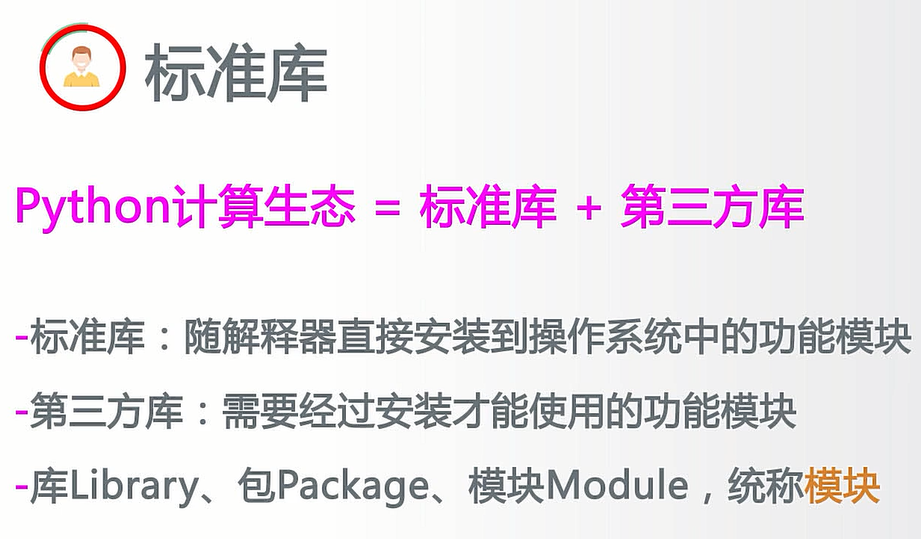 标准库
Python计算生态 = 标准库 + 第三方库
-标准库：随解释器直接安装到操作系统中的功能模块
-第三方库：需要经过安装才能使用的功能模块
-库Library、包Package、模块Module，统称模块